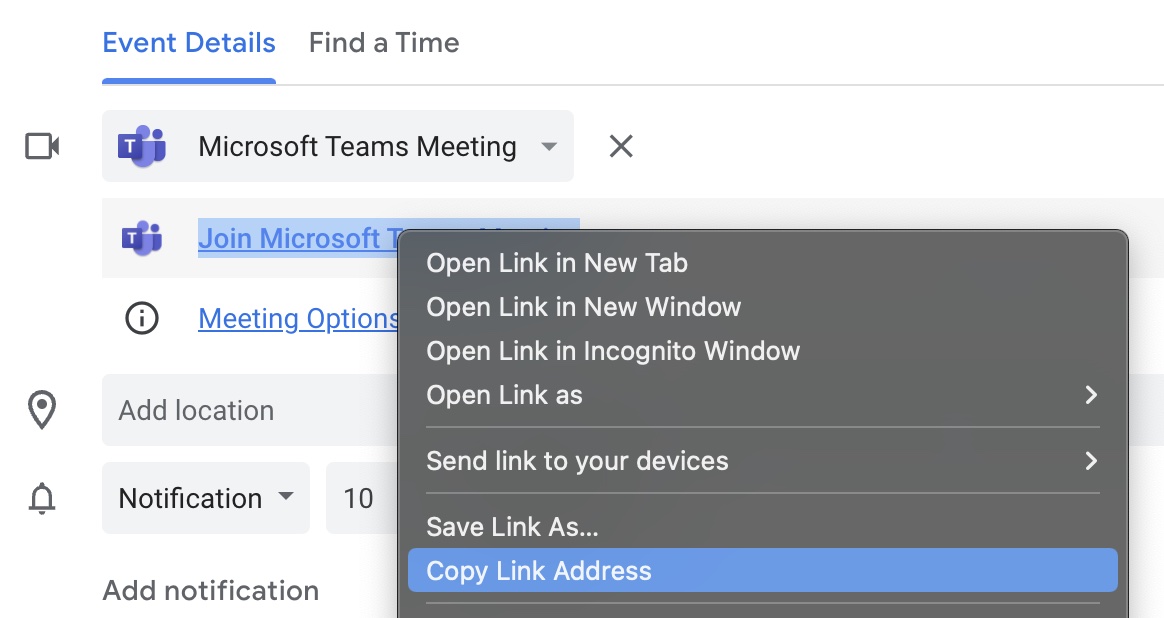 Event Details Find a Time
Microsoft Teams Meeting
Join Microsoft
Meeting Options
Add location
Notification 10
Add notification
Open Link in New Tab
Open Link in New Window
Open Link in Incognito Window
Open Link as
Send link to your devices
Save Link As...
Copy Link Address